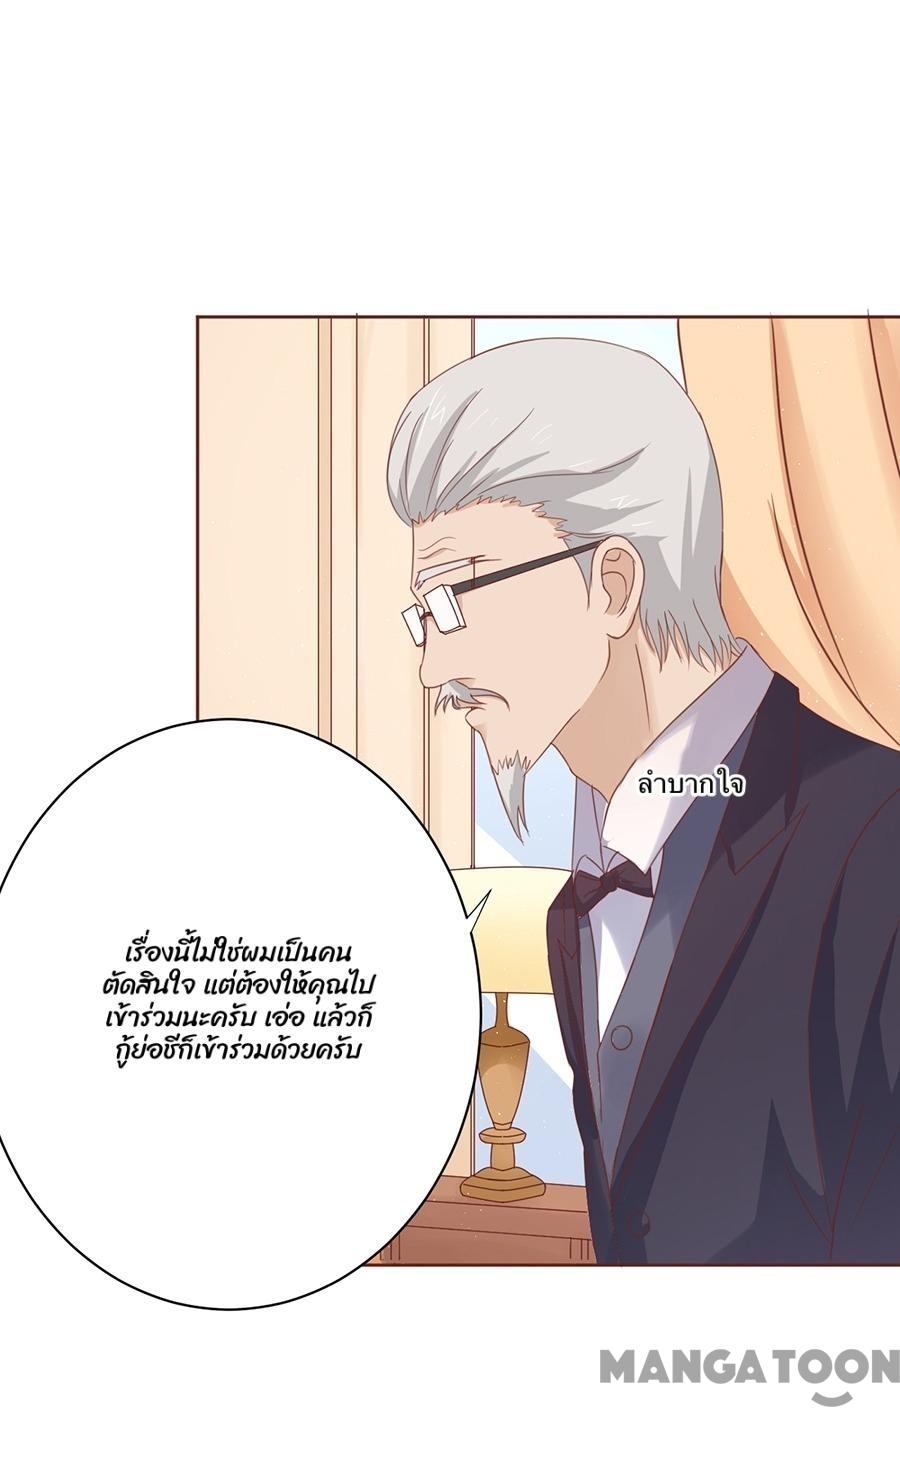 ลำบากใจ
เรื่องนี้ไม่ใช่ผมเป็นคน
ตัดสินใจ แต่ต้องให้คุณไป
เข้าร่วมนะครับ เอ่อ แล้วก็
กู้ย่อชีก็เข้าร่วมด้วยครับ
MANGATOON